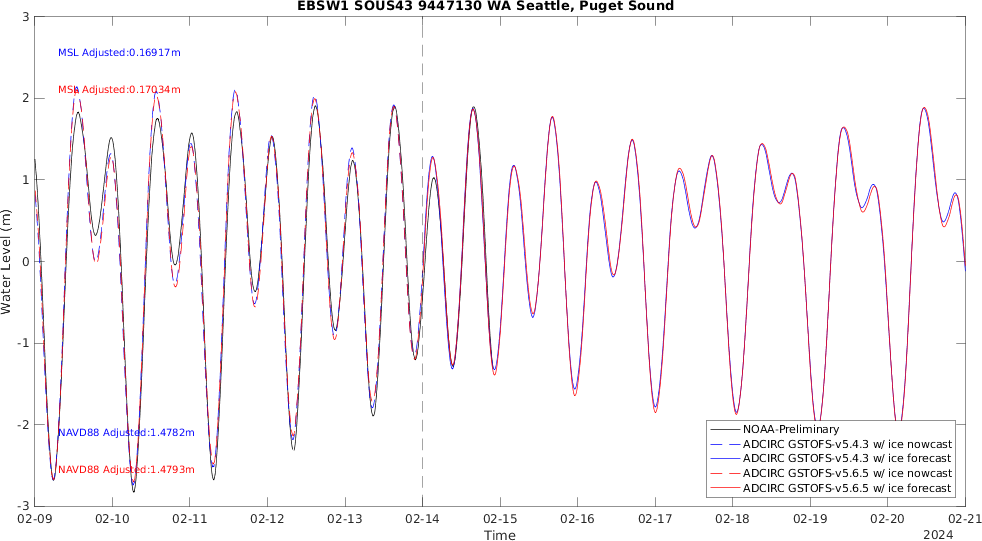 EBSW1 SOUS43 9447130 WA Seattle, Puget Sound
3
2
1
0
-1
-2
-3
Water Level (m)
MSL Adjusted:0.16917m
MSL Adjusted:0.17034m
NAVD88 Adjusted:1.4782m
NAVD88 Adjusted:1.4793m
NOAA-Preliminary
ADCIRC GSTOFS-v5.4.3 w/ ice nowcast
ADCIRC GSTOFS-v5.4.3 w/ ice forecast
ADCIRC GSTOFS-v5.6.5 w/ ice nowcast
ADCIRC GSTOFS-v5.6.5 w/ ice forecast
02-09 02-10 02-11 02-12 02-13 02-14 02-15 02-16 02-17 02-18 02-19 02-20 02-21
Time
2024